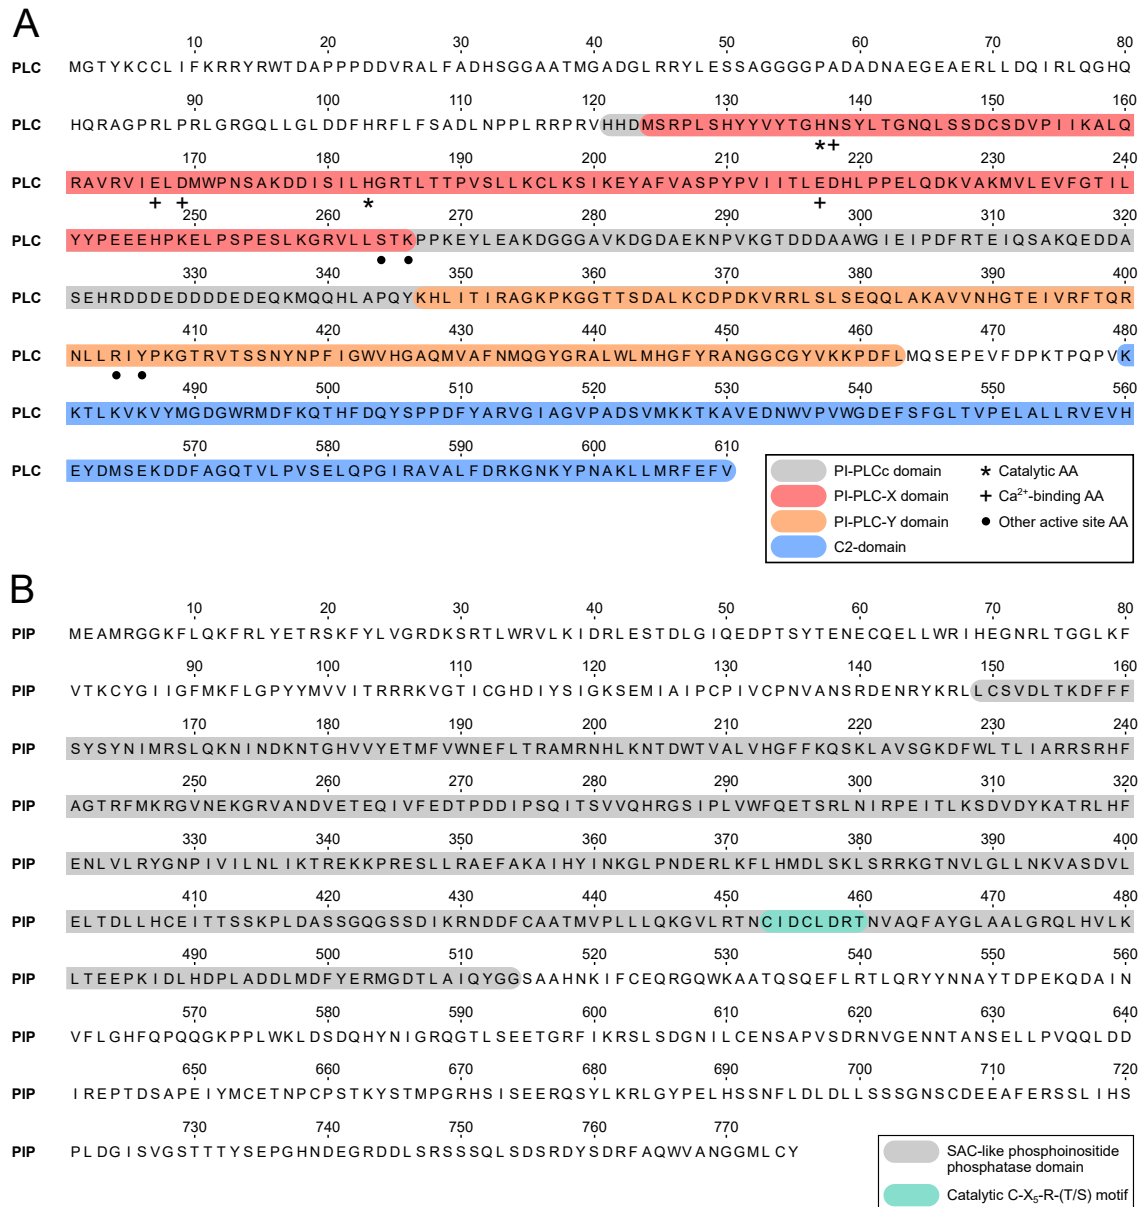 A
10 20 30 40 50 60 70 80
PLC MGTYKCCLIFKRRYRWTDAPPPDDVRALFADHSGGAATMGADGLRRYLESSAGGGGPADADNAEGEAERLLDQIRLQGHQ
90 100 110 120 130 140 150 160
PLC HQRAGPRLPRLGRGQLLGLDDFHRFLFSADLNPPLRRPRVHHDMSRPLSHYYVYTGHNSYLTGNQLSSDCSDVPIIKALQ
* +
170 180 190 200 210 220 230 240
PLC RAVRVIELDMWPNSAKDDISILHGRTLTTPVSLLKCLKSIKEYAFVASPYPVIITLEDHLPPELQDKVAKMVLEVFGTIL
+ + * +
250 260 270 280 290 300 310 320
PLC YYPEEEHPKELPSPESLKGRVLLSTKPPKEYLEAKDGGGAVKDGDAEKNPVKGTDDDAAWGIEIPDFRTEIQSAKQEDDA
● ●
330 340 350 360 370 380 390 400
PLC SEHRDDDEDDDDEDEQKMQQHLAPQYKHLITIRAGKPKGGTTSDALKCDPDKVRRLSLSEQQLAKAVVNHGTEIVRFTQR
410 420 430 440 450 460 470 480
PLC NLLRIYPKGTRVTSSNYNPFIGWVHGAQMVAFNMQGYGRALWLMHGFYRANGGCGYVKKPDFLMQSEPEVFDPKTPQPVK
● ●
490 500 510 520 530 540 550 560
PLC KTLKVKVYMGDGWRMDFKQTHFDQYSPPDFYARVGIAGVPADSVMKKTKAVEDNWVPVWGDEFSFGLTVPELALLRVEVH
570 580 590 600 610
PLC EYDMSEKDDFAGQTVLPVSELQPGIRAVALFDRKGNKYPNAKLLMRFEFV
PI-PLCc domain * Catalytic AA
PI-PLC-X domain + Ca²⁺-binding AA
PI-PLC-Y domain ● Other active site AA
C2-domain
B
10 20 30 40 50 60 70 80
PIP MEAMRGGKFLQKFRLYETRSKFYLVGRDKSRTLWRVLKIDRLESTDLGIQEDPTSYTENECQELLWRIHEGNRLTGGLKF
90 100 110 120 130 140 150 160
PIP VTKCYGIIGFMKFLGPYYMVVITRRRKVGTICGHDIYSIGKSEMIAIPCPIVCPNVANSRDENRYKRLLCSVDLTKDFFF
170 180 190 200 210 220 230 240
PIP SYSYNIMRSLQKNINDKNTGHVVYETMFVWNEFLTRAMRNHLKNTDWTVALVHGFFKQSKLAVSGKDFWLTLIARRSRHF
250 260 270 280 290 300 310 320
PIP AGTRFMKRGVNEKGRVANDVETEQIVFEDTPDDIPSQITSVVQHRGSIPLVWFQETSRLNIRPEITLKSDVDYKATRLHF
330 340 350 360 370 380 390 400
PIP ENLVLRYGNPIVILNLIKTREKKPRESLLRAEFAKAIHYINKGLPNDERLKFLHMDLSKLSRRKGTNVLGLLNKVASDVL
410 420 430 440 450 460 470 480
PIP ELTDLLHCEITTSSKPLDASSGQGSSDIKRNDDFCAATMVPLLLQKGVLRTNCIDCLDRTNVAQFAYGLAALGRQLHVLK
490 500 510 520 530 540 550 560
PIP LTEEPKIDLHDPLADDLMDFYERMGDTLAIQYGGSAAHNKIFCEQRGQWKAATQSQEFLRTLQRYYNNAYTDPEKQDAIN
570 580 590 600 610 620 630 640
PIP VFLGHFQPQQGKPPLWKLDSDQHYNIGRQGTLSEETGRFIKRSLSDGNILCENSAPVSDRNVGENNTANSELLPVQQLDD
650 660 670 680 690 700 710 720
PIP IREPTDSAPEIYMCETNPCPSTKYSTMPGRHSISEERQSYLKRLGYPELHSSNFLDLDLLSSSGNSCDEEAFERSSLIHS
730 740 750 760 770
PIP PLDGISVGSTTTYSEPGHNDEGRDDLSRSSSQLSDSRDYSDRFAQWVANGGMLCY
SAC-like phosphoinositide
phosphatase domain
Catalytic C-X₅-R-(T/S) motif